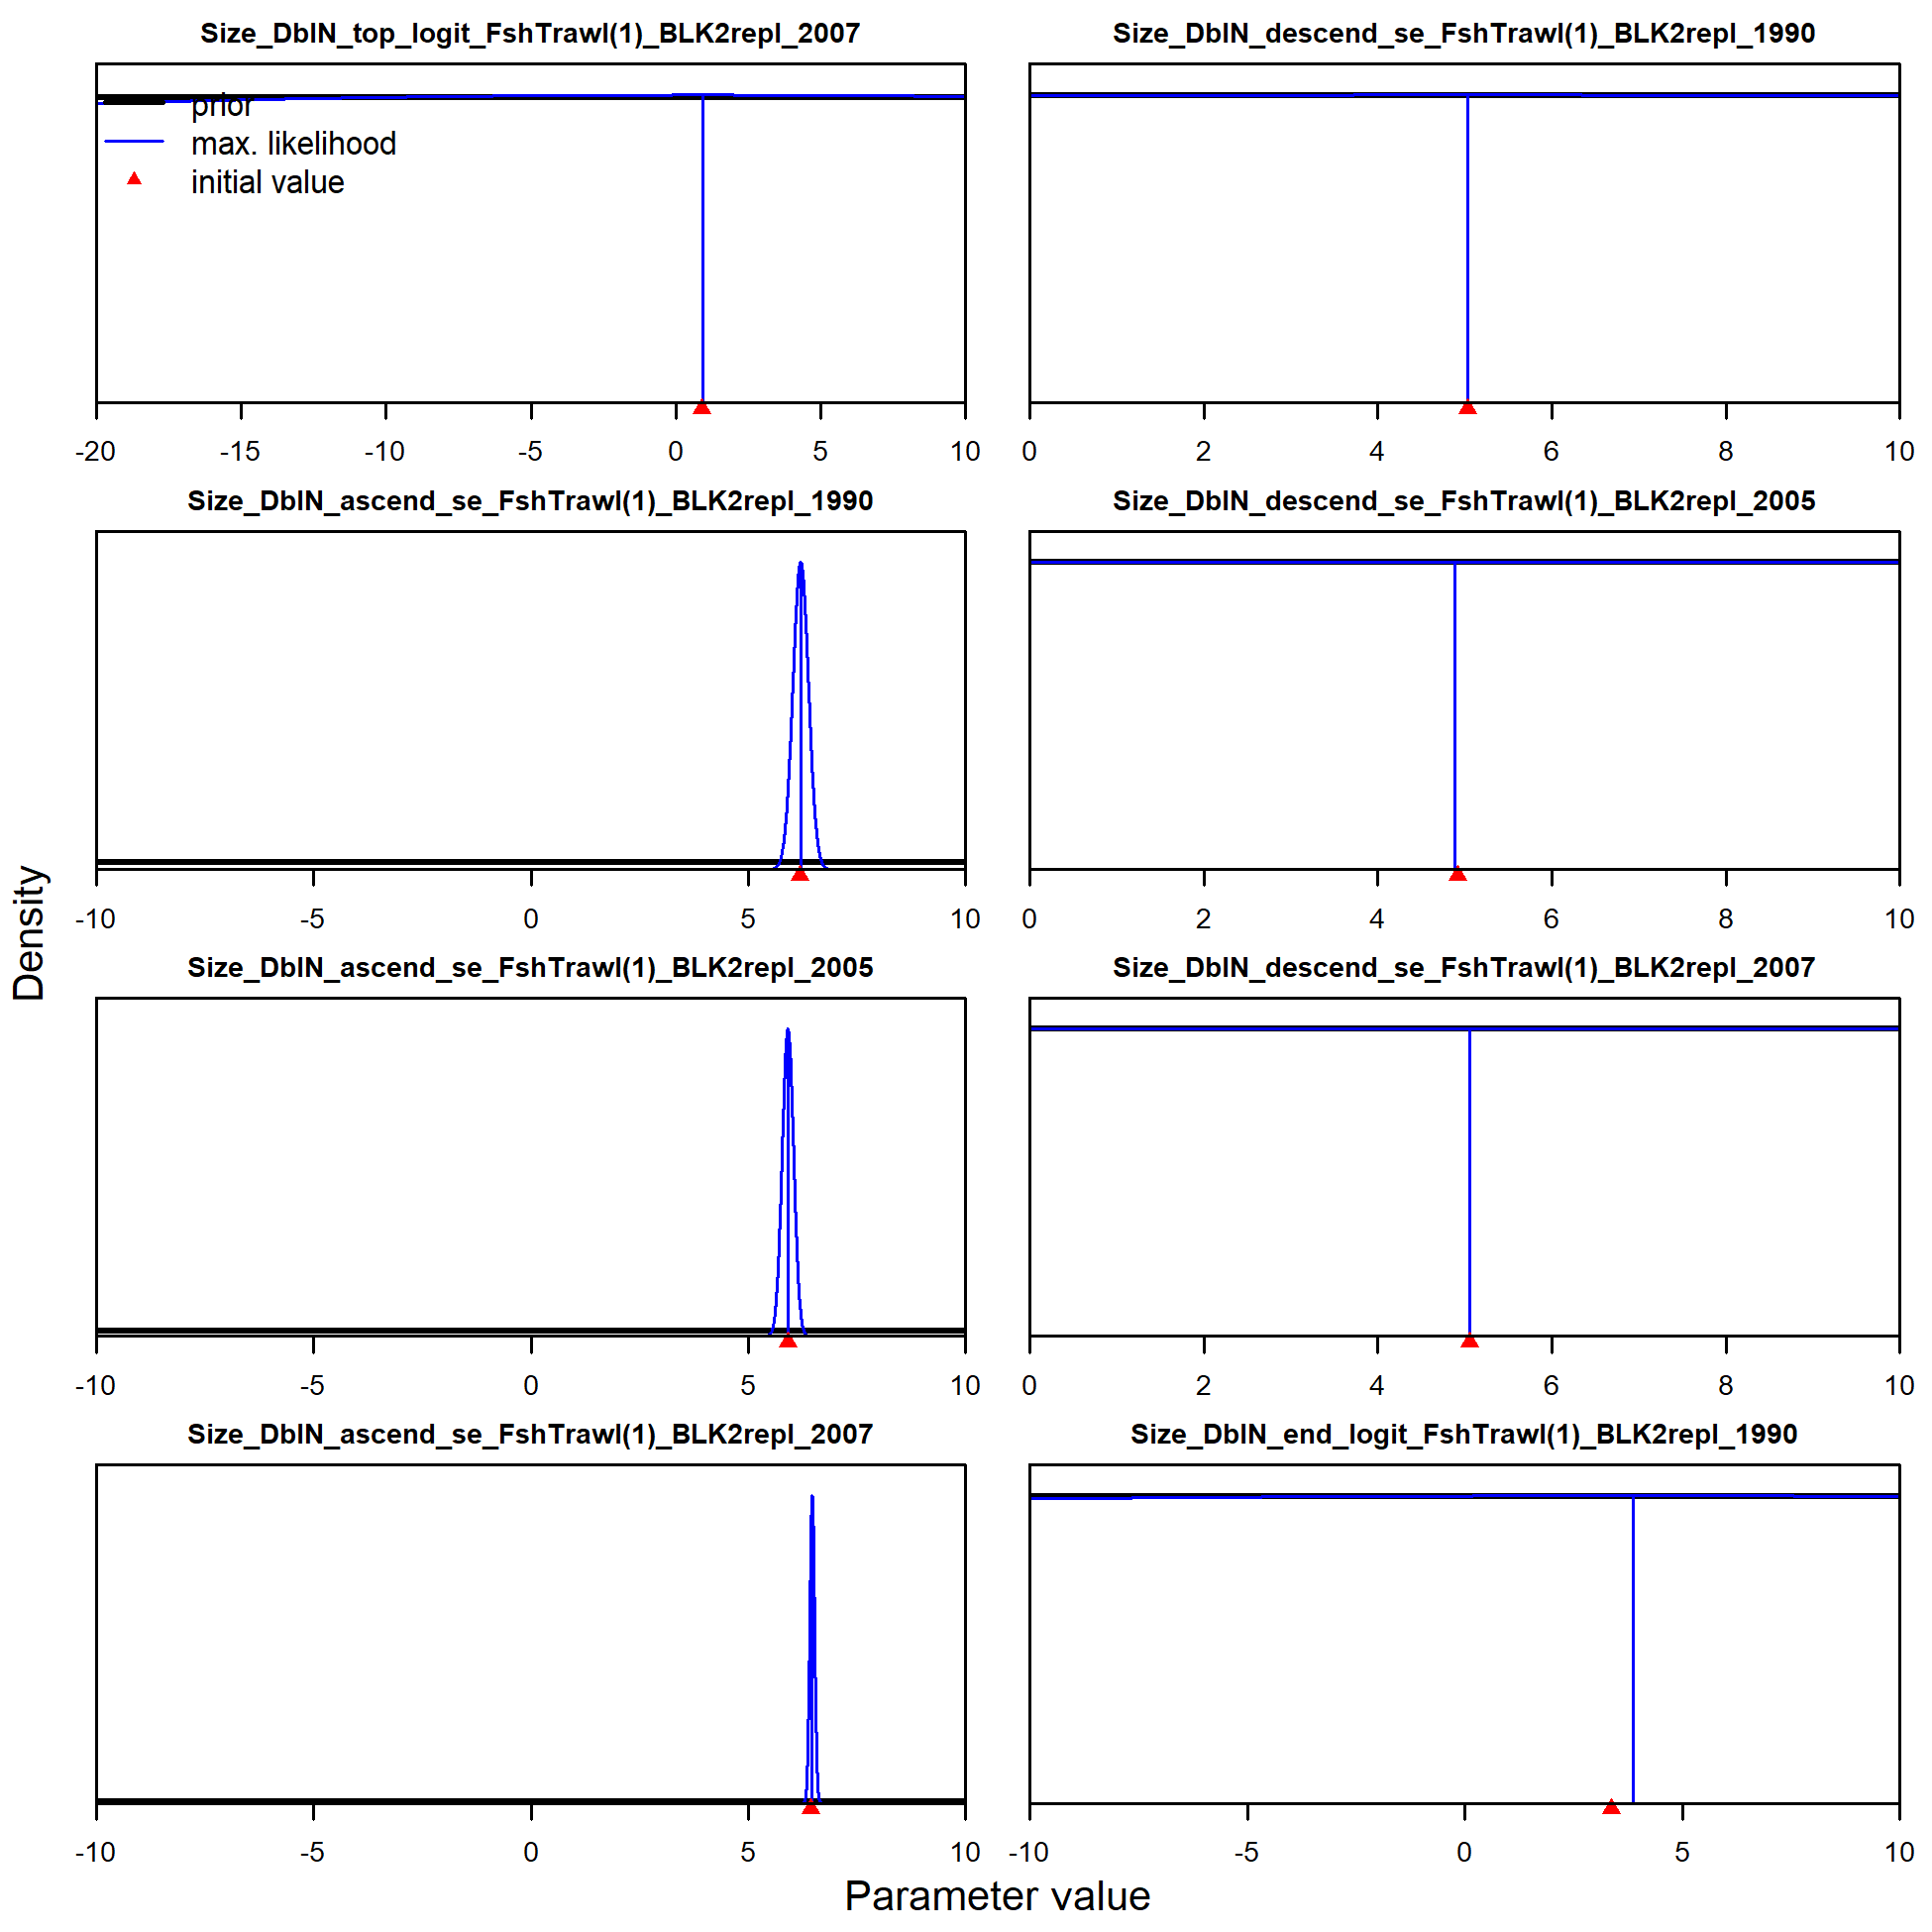 Size_DblN_top_logit_FshTrawl(1)_BLK2repl_2007
prior
max. likelihood
initial value
-20 -15 -10 -5 0 5 10
Size_DblN_descend_se_FshTrawl(1)_BLK2repl_1990
0 2 4 6 8 10
Size_DblN_ascend_se_FshTrawl(1)_BLK2repl_1990
-10 -5 0 5 10
Size_DblN_descend_se_FshTrawl(1)_BLK2repl_2005
0 2 4 6 8 10
Size_DblN_ascend_se_FshTrawl(1)_BLK2repl_2005
-10 -5 0 5 10
Size_DblN_descend_se_FshTrawl(1)_BLK2repl_2007
0 2 4 6 8 10
Size_DblN_ascend_se_FshTrawl(1)_BLK2repl_2007
-10 -5 0 5 10
Size_DblN_end_logit_FshTrawl(1)_BLK2repl_1990
-10 -5 0 5 10
Density
Parameter value